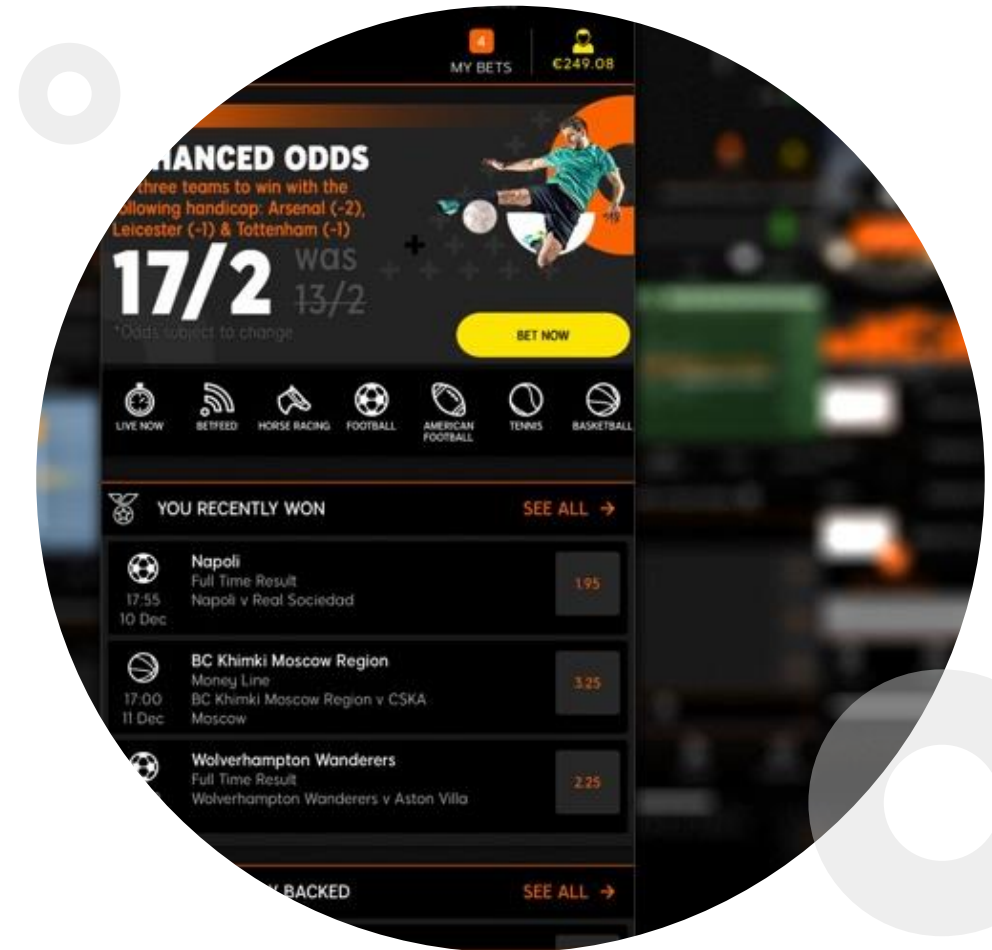 4
MY BETS
€249.08
HANCED ODDS
three teams to win with the
ollowing handicap: Arsenal (-2),
Leicester (-1) & Tottenham (-1)
17/2
was
13/2
*Odds subject to change
BET NOW
LIVE NOW
BETFEED
HORSE RACING
FOOTBALL
AMERICAN
FOOTBALL
TENNIS
BASKETBALL
YOU RECENTLY WON
SEE ALL →
Napoli
Full Time Result
17:55
Napoli v Real Sociedad
10 Dec
1.95
BC Khimki Moscow Region
Money Line
17:00
BC Khimki Moscow Region v CSKA
11 Dec
Moscow
3.25
Wolverhampton Wanderers
Full Time Result
Wolverhampton Wanderers v Aston Villa
2.25
BACKED
SEE ALL →